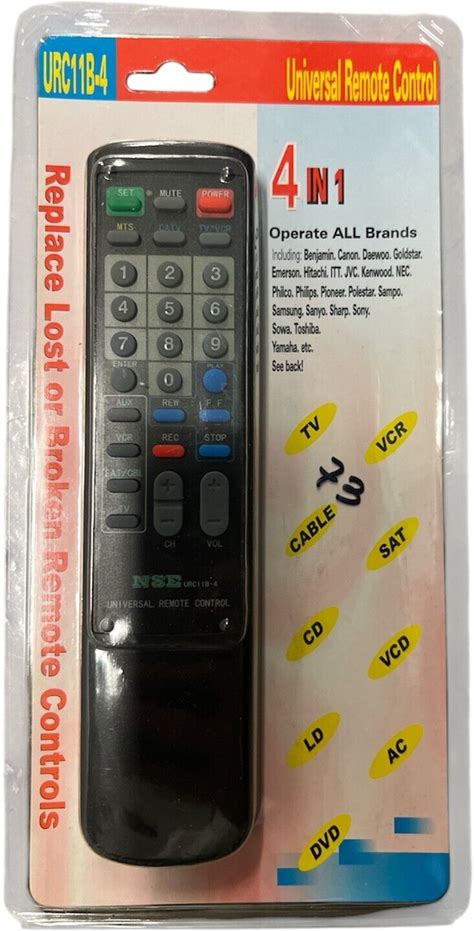 URC11B-4
Universal Remote Control
4 IN 1
Operate ALL Brands
Including: Benjamin. Canon. Daewoo. Goldstar.
Emerson. Hitachi. ITT. JVC. Kenwood. NEC.
Philco. Philips. Pioneer. Polestar. Sampo.
Samsung. Sanyo. Sharp. Sony.
Sowa. Toshiba.
Yamaha. etc.
See back!
Replace Lost or Broken Remote Controls
SET MUTE POWER
MTS CATV TV/VCR
1 2 3
4 5 6
7 8 9
ENTER 0 PLAY
AUX REW F.F
VCR REC STOP
SAT/CBL
TV
+ +
- -
CH VOL
NSE URC11B-4
UNIVERSAL REMOTE CONTROL
TV
VCR
73
CABLE
SAT
CD
VCD
LD
AC
DVD